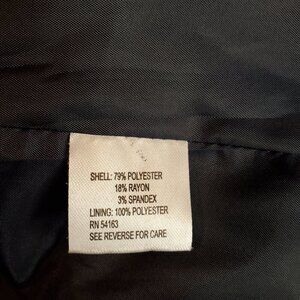 SHELL: 79% POLYESTER
18% RAYON
3% SPANDEX
LINING: 100% POLYESTER
RN 54163
SEE REVERSE FOR CARE